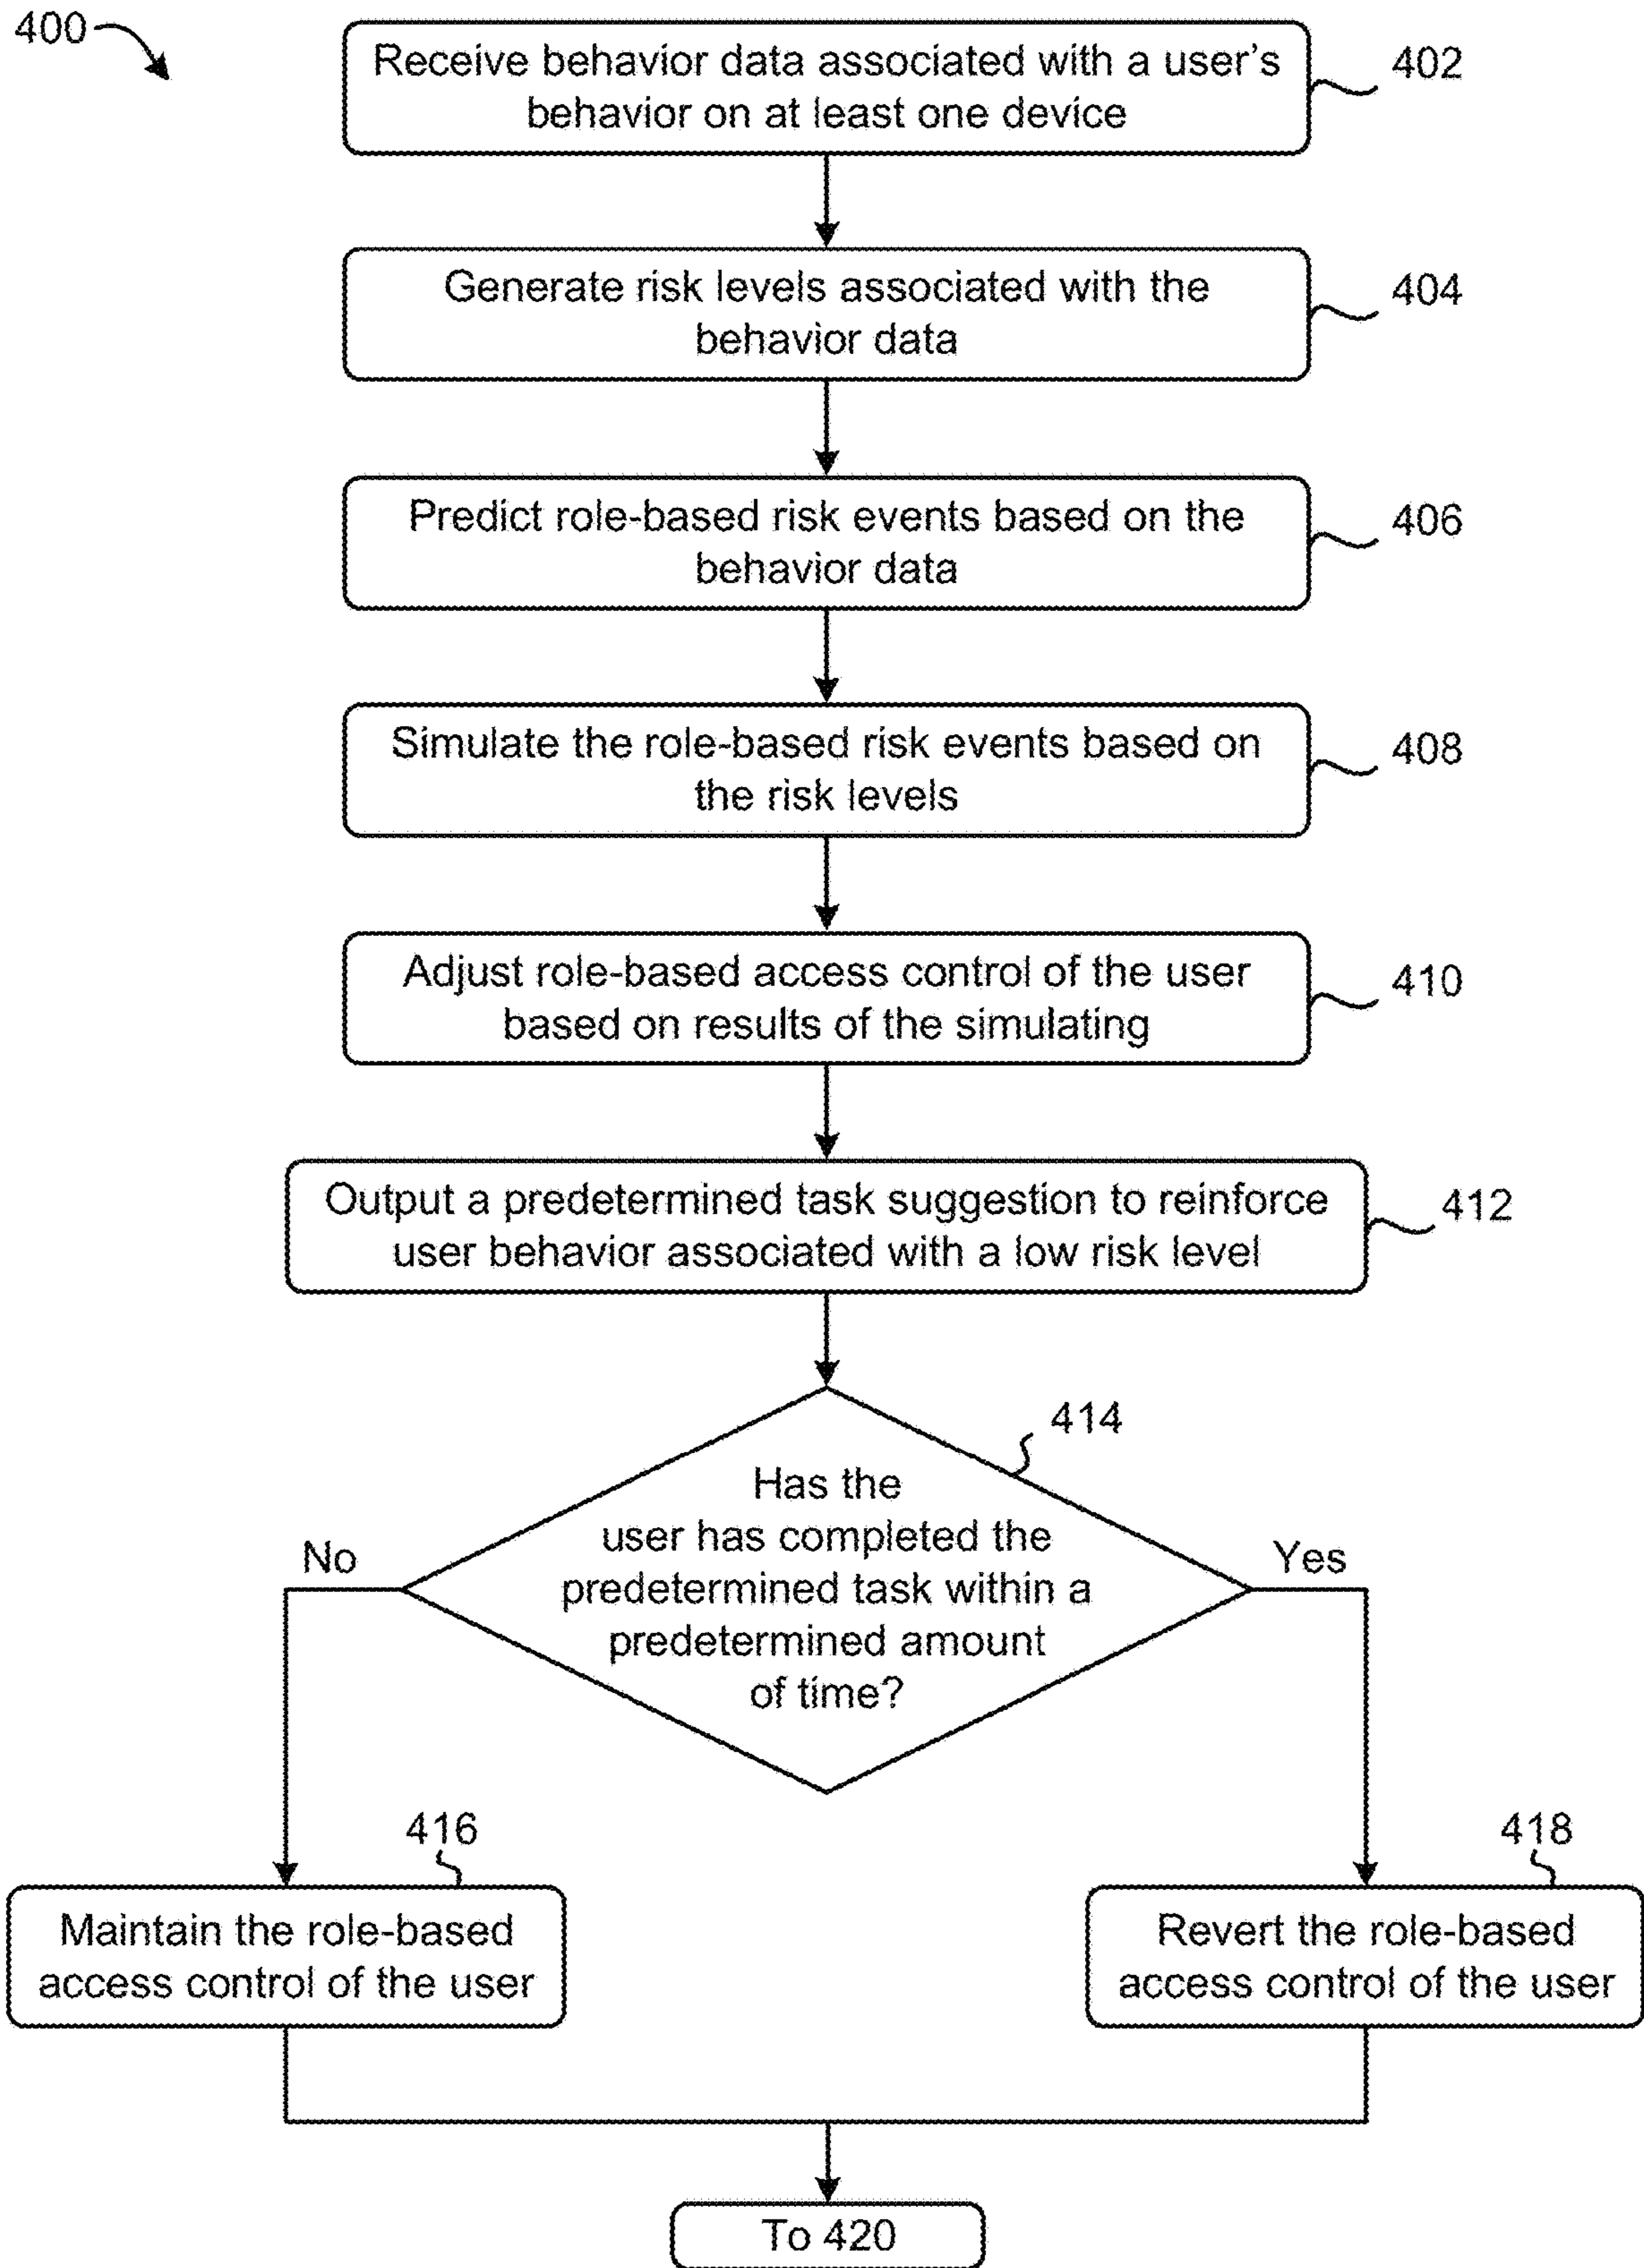 400
Receive behavior data associated with a user's
behavior on at least one device
402
Generate risk levels associated with the
behavior data
404
Predict role-based risk events based on the
behavior data
406
Simulate the role-based risk events based on
the risk levels
408
Adjust role-based access control of the user
based on results of the simulating
410
Output a predetermined task suggestion to reinforce
user behavior associated with a low risk level
412
414
Has the
user has completed the
predetermined task within a
predetermined amount
of time?
No
Yes
416
Maintain the role-based
access control of the user
418
Revert the role-based
access control of the user
To 420